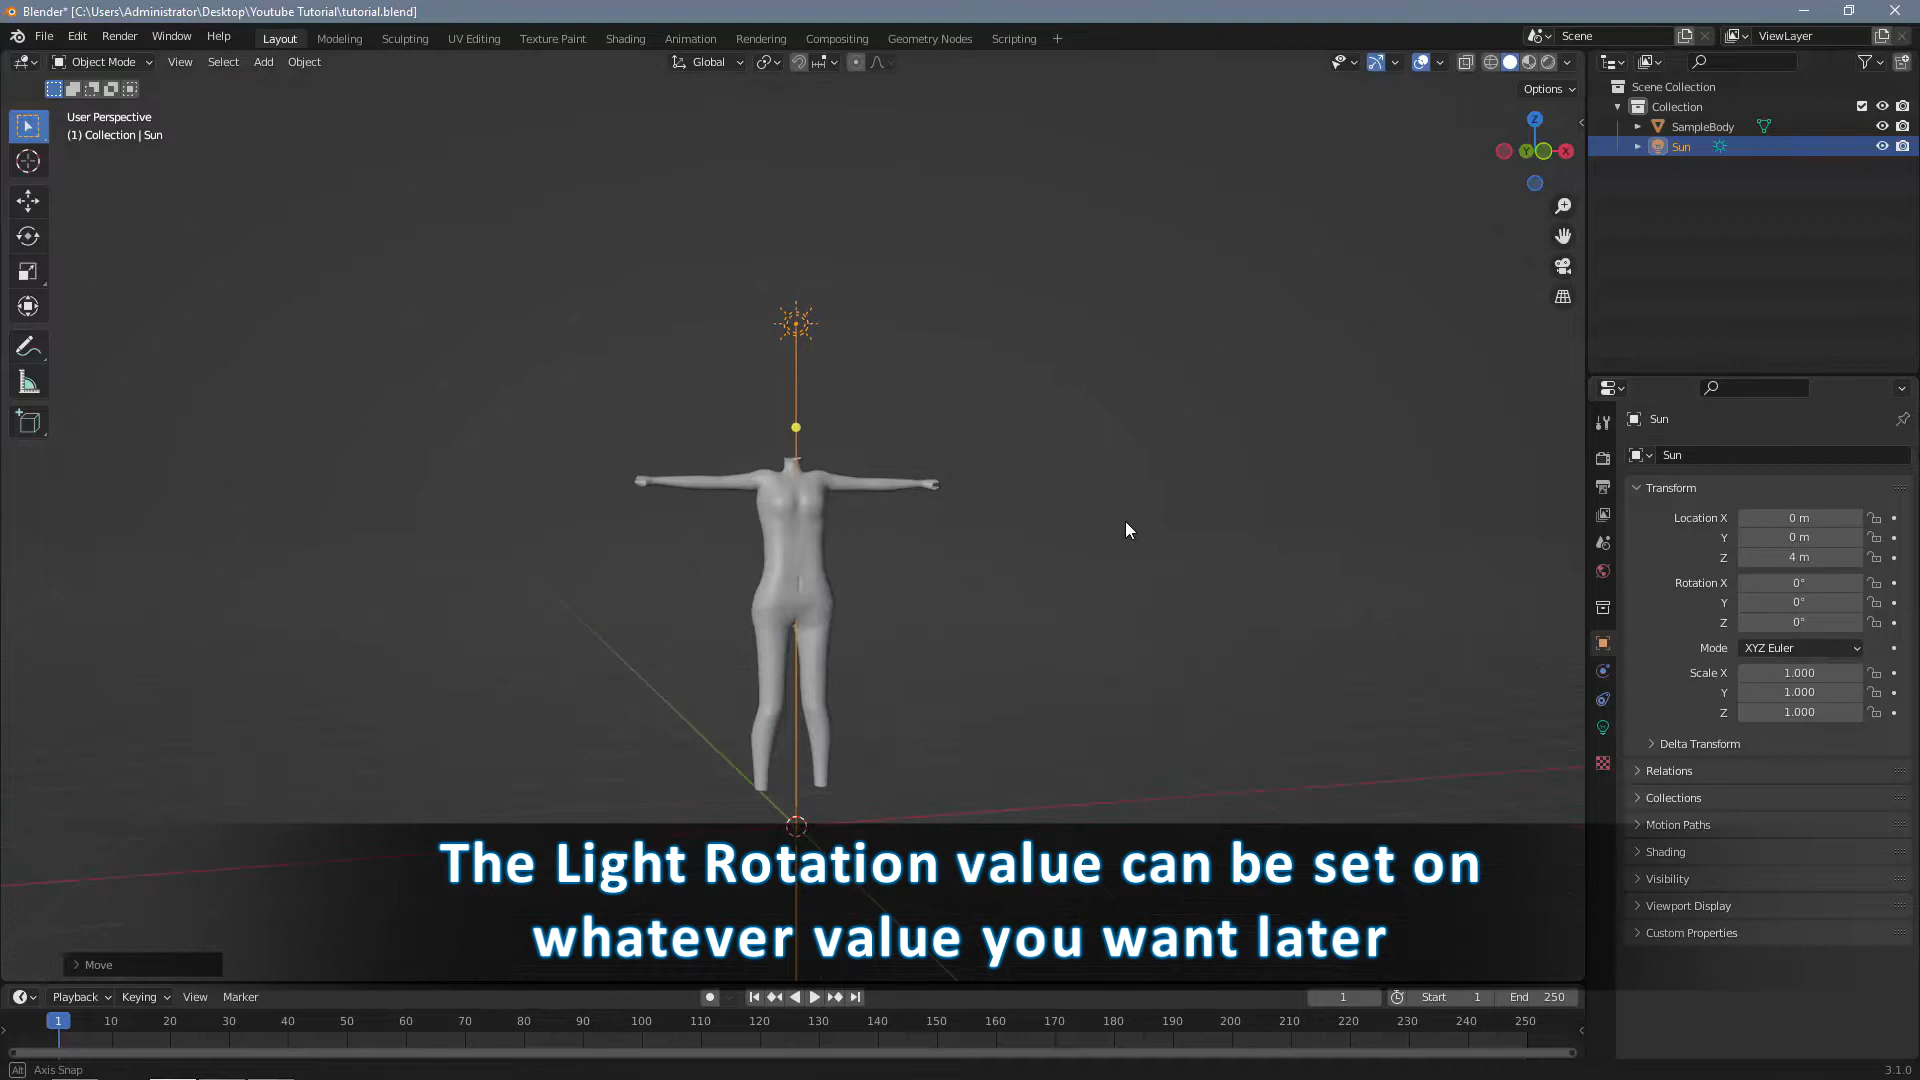 Blender* [C:\Users\Administrator\Desktop\Youtube Tutorial\tutorial.blend]
File Edit Render Window Help Layout Modeling Sculpting UV Editing Texture Paint Shading Animation Rendering Compositing Geometry Nodes Scripting + Scene ViewLayer
Object Mode View Select Add Object Global
Options
User Perspective
(1) Collection | Sun
Z
Y
X
Scene Collection
Collection
SampleBody
Sun
Sun
Sun
Transform
Location X 0 m
Y 0 m
Z 4 m
Rotation X 0°
Y 0°
Z 0°
Mode XYZ Euler
Scale X 1.000
Y 1.000
Z 1.000
Delta Transform
Relations
Collections
Motion Paths
Shading
Visibility
Viewport Display
Custom Properties
The Light Rotation value can be set on
whatever value you want later
Move
Playback Keying View Marker 1 Start 1 End 250
1 10 20 30 40 50 60 70 80 90 100 110 120 130 140 150 160 170 180 190 200 210 220 230 240 250
Alt Axis Snap 3.1.0